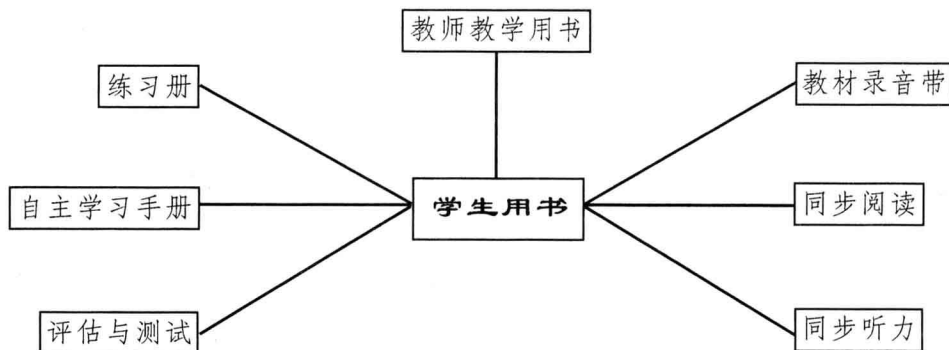 教师教学用书
练习册
教材录音带
自主学习手册
学生用书
同步阅读
评估与测试
同步听力